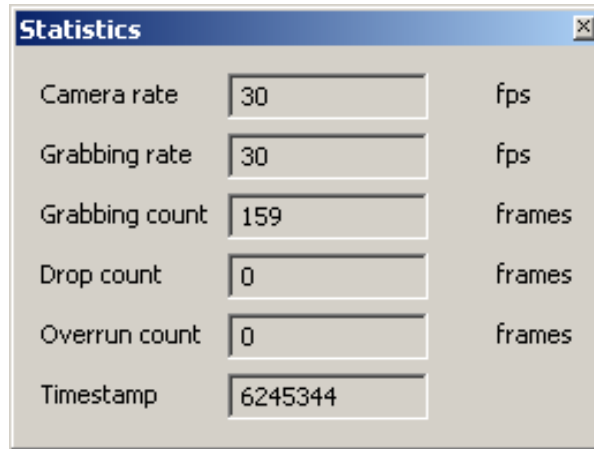 Statistics
Camera rate 30 fps
Grabbing rate 30 fps
Grabbing count 159 frames
Drop count 0 frames
Overrun count 0 frames
Timestamp 6245344